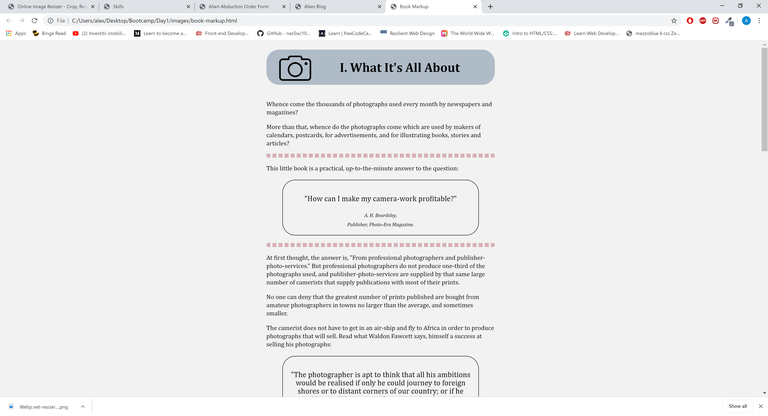 Online Image Resizer - Crop, Ro
Skills
Alien Abduction Order Form
Alien Blog
Book Markup
File
C:/Users/alex/Desktop/Bootcamp/Day1/images/book-markup.html
A
Apps
Binge Read
(2) Investiti-imobili...
Learn to become a...
Front-end Develop...
GitHub - nas5w/10...
Learn | freeCodeCa...
Resilient Web Design
The World Wide W...
Intro to HTML/CSS:...
Learn Web Develop...
mezzoblue § css Ze...
I. What It's All About
Whence come the thousands of photographs used every month by newspapers and
magazines?
More than that, whence do the photographs come which are used by makers of
calendars, postcards, for advertisements, and for illustrating books, stories and
articles?
This little book is a practical, up-to-the-minute answer to the question:
"How can I make my camera-work profitable?"
A. H. Beardsley,
Publisher, Photo-Era Magazine.
At first thought, the answer is, "From professional photographers and publisher-
photo-services." But professional photographers do not produce one-third of the
photographs used, and publisher-photo-services are supplied by that same large
number of camerists that supply publications with most of their prints.
No one can deny that the greatest number of prints published are bought from
amateur photographers in towns no larger than the average, and sometimes
smaller.
The camerist does not have to get in an air-ship and fly to Africa in order to produce
photographs that will sell. Read what Waldon Fawcett says, himself a success at
selling his photographs:
"The photographer is apt to think that all his ambitions
would be realised if only he could journey to foreign
shores or to distant corners of our country; or if he
Webp.net-resizei....png
Show all